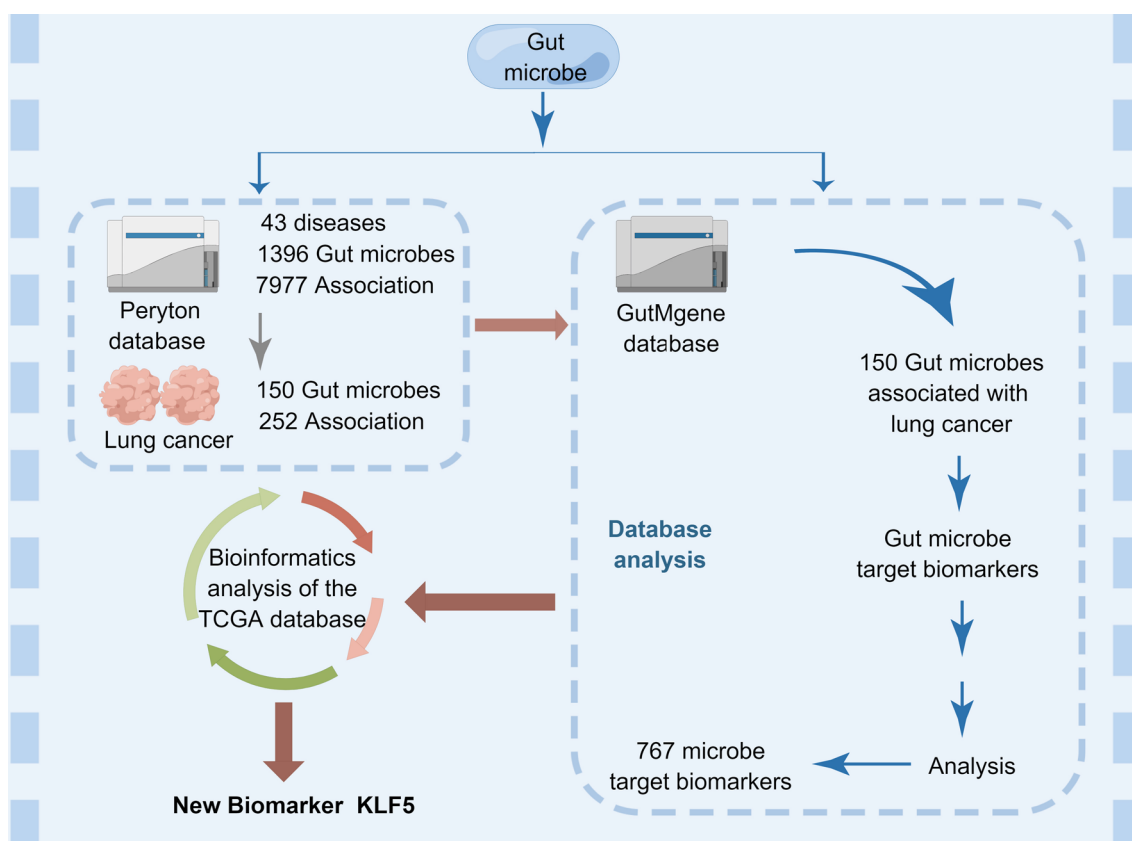 Gut
microbe
43 diseases
1396 Gut microbes
7977 Association
Peryton
database
150 Gut microbes
252 Association
Lung cancer
GutMgene
database
150 Gut microbes
associated with
lung cancer
Gut microbe
target biomarkers
Database
analysis
Analysis
767 microbe
target biomarkers
Bioinformatics
analysis of the
TCGA database
New Biomarker KLF5